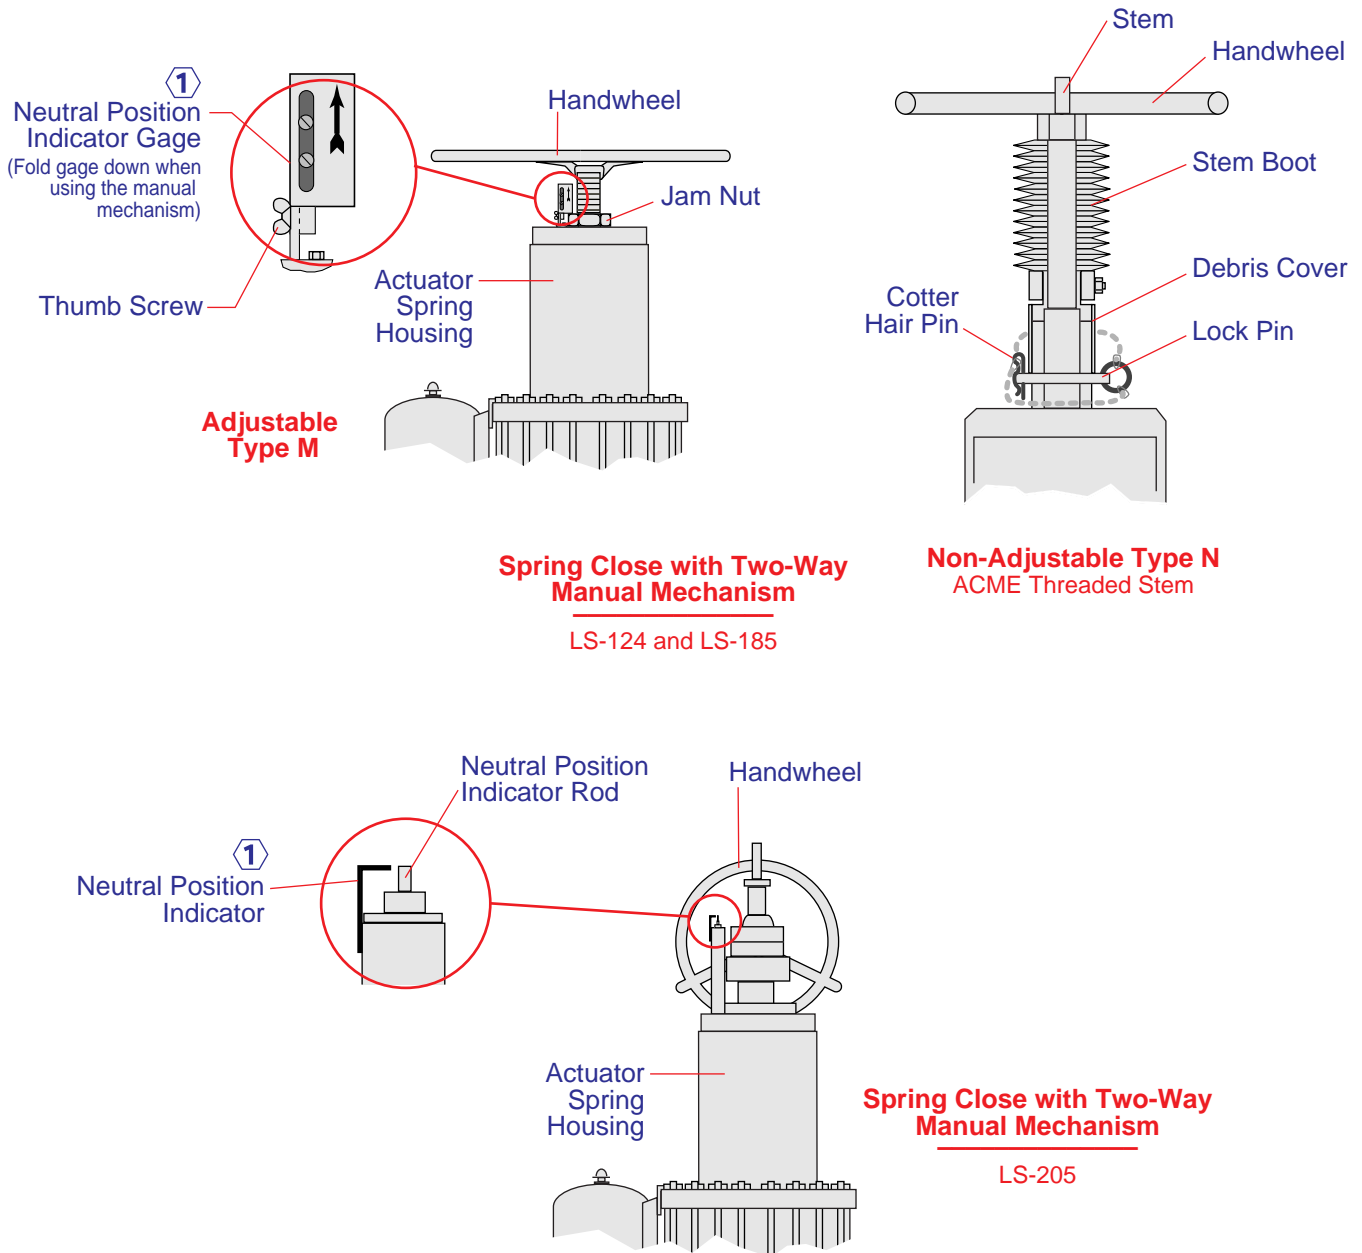 1
Neutral Position
Indicator Gage
(Fold gage down when
using the manual
mechanism)
Thumb Screw
Handwheel
Jam Nut
Actuator
Spring
Housing
Adjustable
Type M
Stem
Handwheel
Stem Boot
Debris Cover
Cotter
Hair Pin
Lock Pin
Spring Close with Two-Way
Manual Mechanism
LS-124 and LS-185
Non-Adjustable Type N
ACME Threaded Stem
Neutral Position
Indicator Rod
Handwheel
1
Neutral Position
Indicator
Actuator
Spring
Housing
Spring Close with Two-Way
Manual Mechanism
LS-205